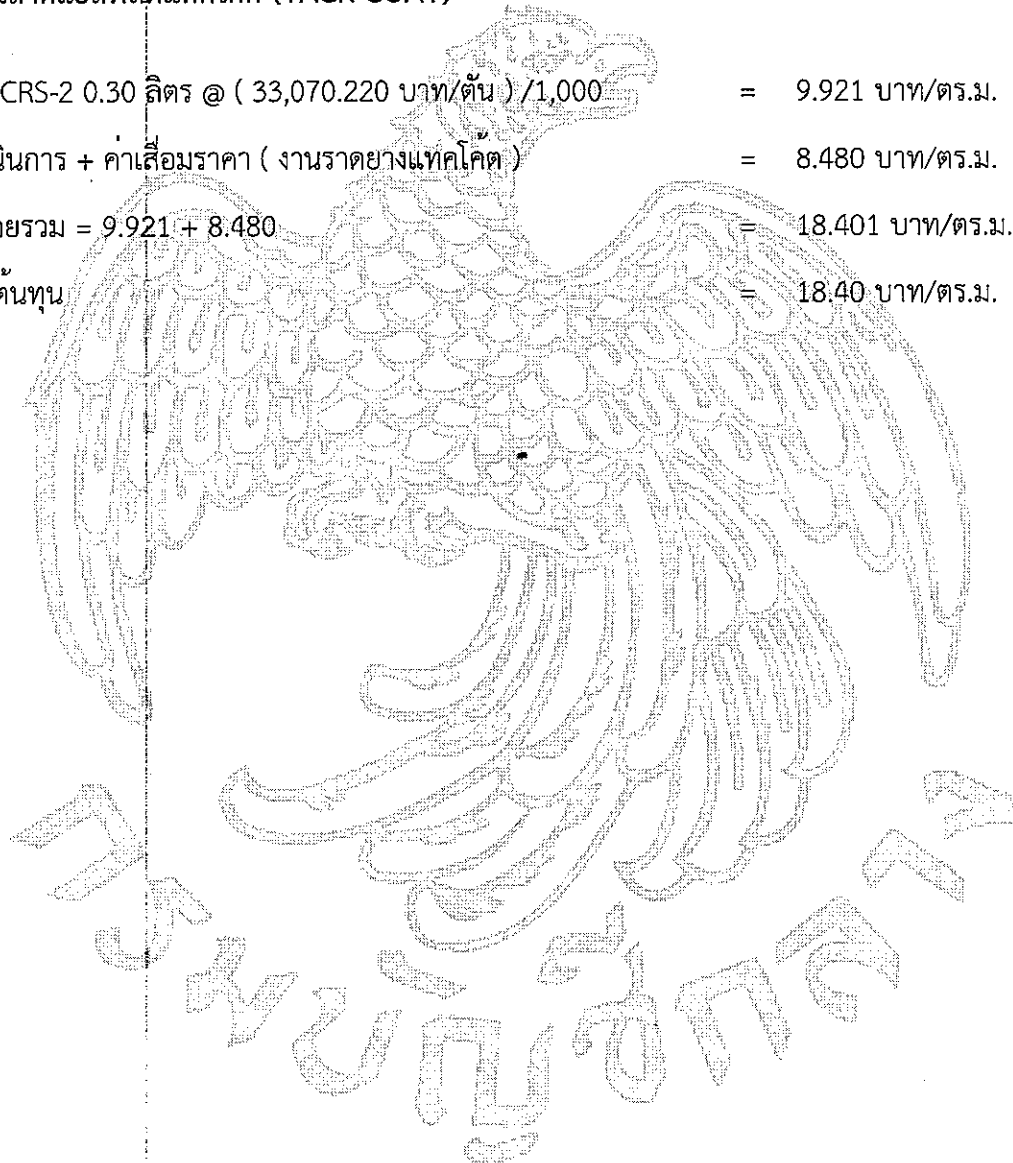 (TACK COAT)
CRS-2 0.30 ลิตร @ ( 33,070.220 บาท/ตัน ) /1,000 = 9.921 บาท/ตร.ม.
นินการ + ค่าเสื่อมราคา ( งานราดยางแทคโค้ต ) = 8.480 บาท/ตร.ม.
ายรวม = 9.921 + 8.480 = 18.401 บาท/ตร.ม.
ต้นทุน = 18.40 บาท/ตร.ม.